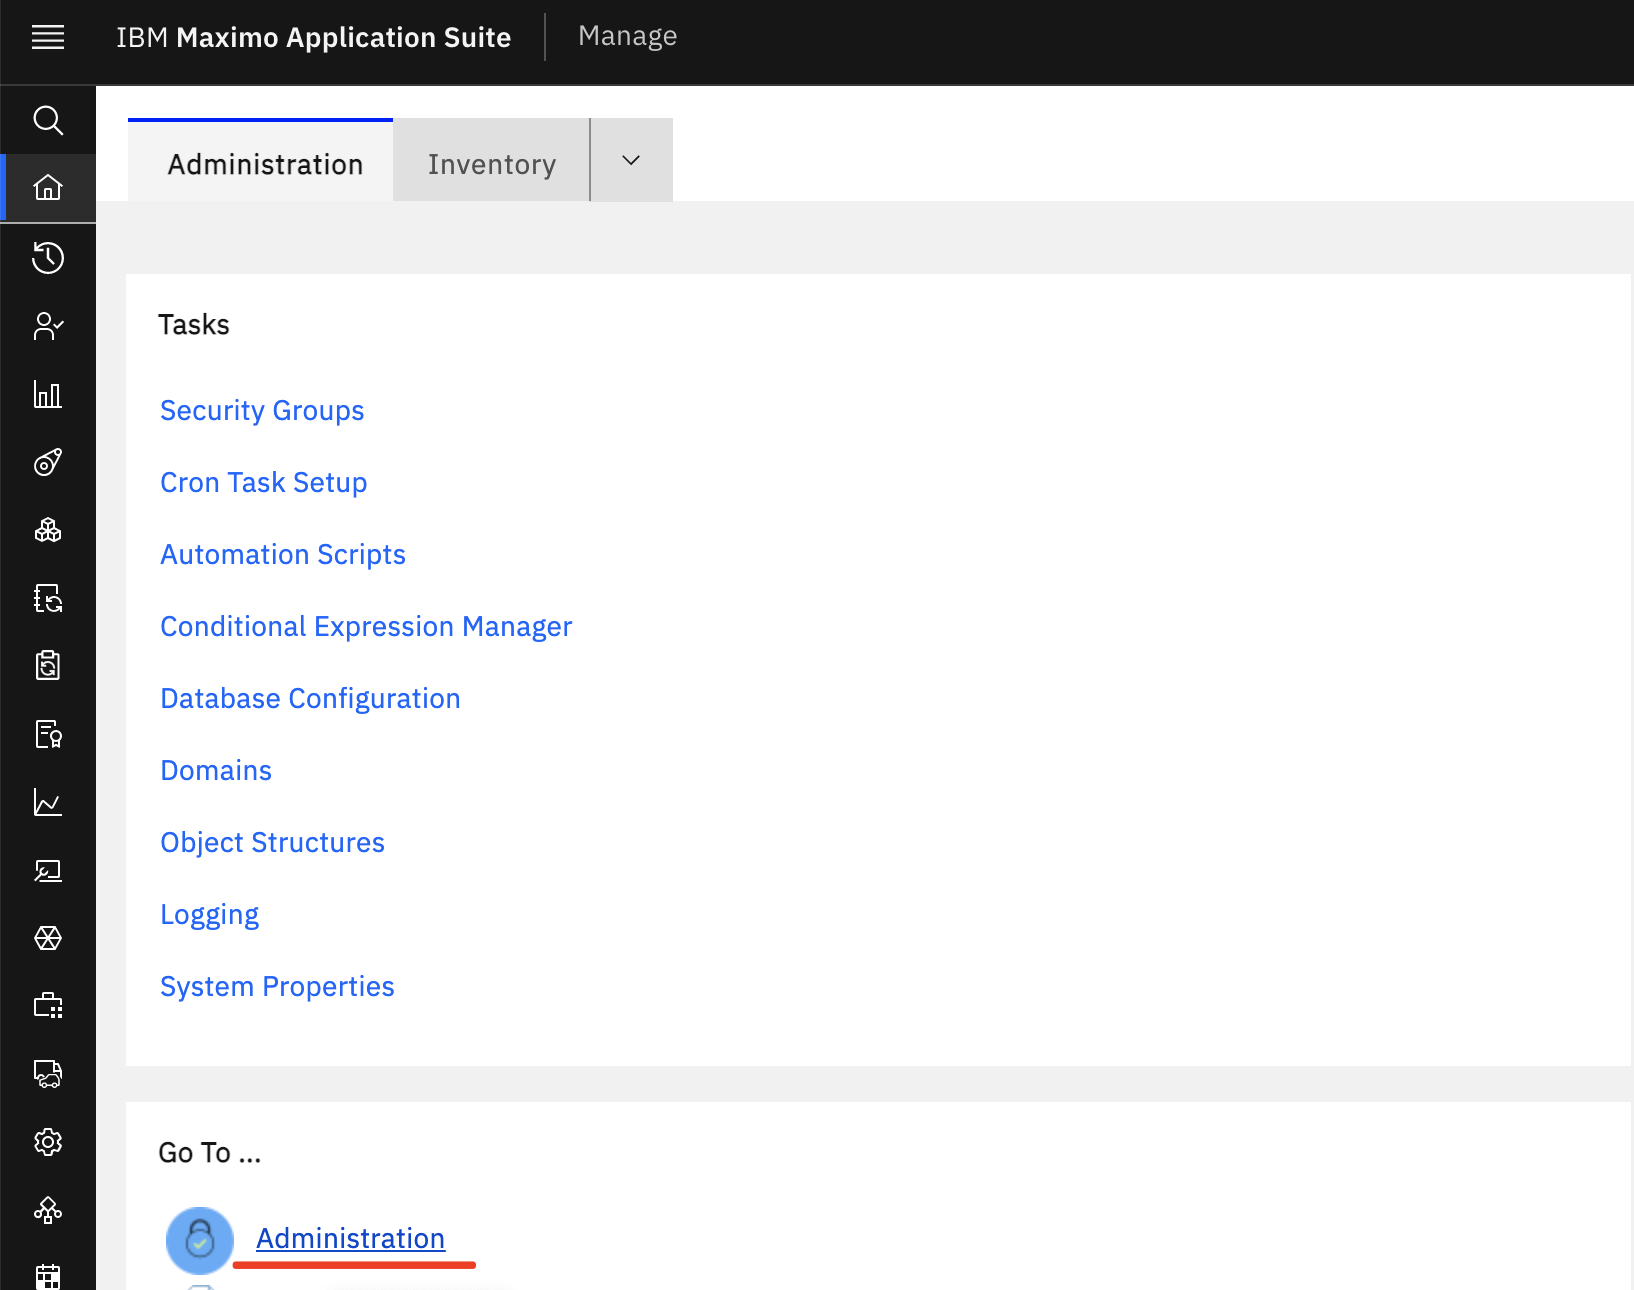 IBM Maximo Application Suite Manage
Administration Inventory
Tasks
Security Groups
Cron Task Setup
Automation Scripts
Conditional Expression Manager
Database Configuration
Domains
Object Structures
Logging
System Properties
Go To ...
Administration